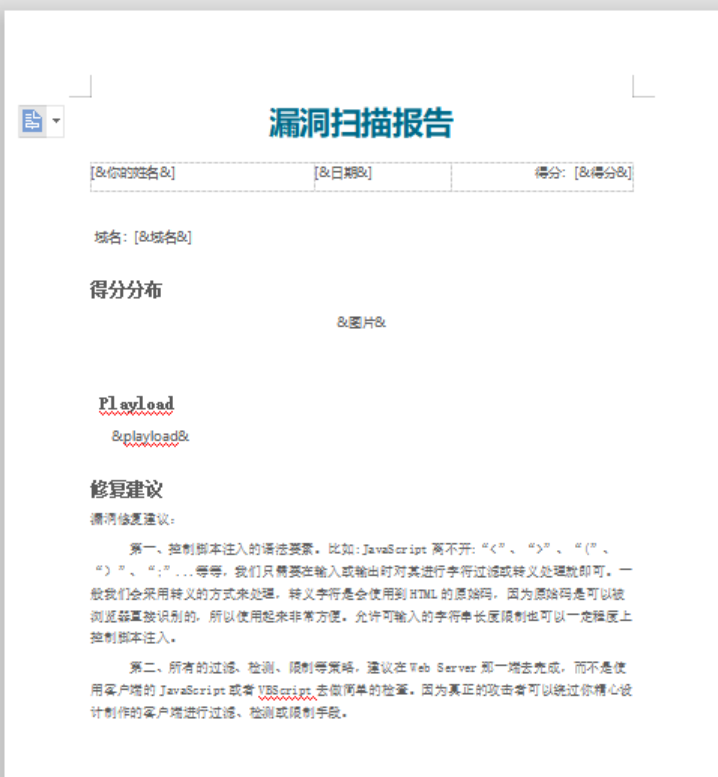 漏洞扫描报告
[&你的姓名&] [&日期&] 得分：[&得分&]
域名：[&域名&]
得分分布
&图片&
Playload
&playload&
修复建议
漏洞修复建议：
第一、控制脚本注入的语法要素。比如：JavaScript 离不开：“<”、“>”、“(”、
“)”、“;”...等等，我们只需要在输入或输出时对其进行字符过滤或转义处理就即可。一
般我们会采用转义的方式来处理，转义字符是会使用到 HTML 的原始码，因为原始码是可以被
浏览器直接识别的，所以使用起来非常方便。允许可输入的字符串长度限制也可以一定程度上
控制脚本注入。
第二、所有的过滤、检测、限制等策略，建议在 Web Server 那一端去完成，而不是使
用客户端的 JavaScript 或者 VBScript 去做简单的检查。因为真正的攻击者可以绕过你精心设
计制作的客户端进行过滤、检测或限制手段。